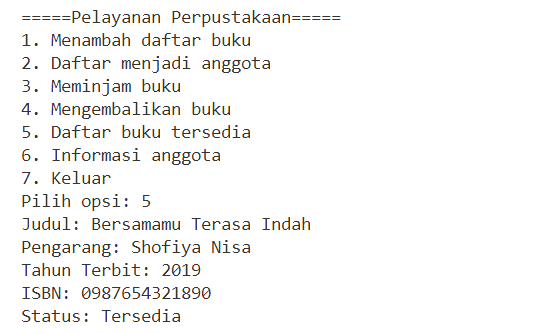 =====Pelayanan Perpustakaan=====
1. Menambah daftar buku
2. Daftar menjadi anggota
3. Meminjam buku
4. Mengembalikan buku
5. Daftar buku tersedia
6. Informasi anggota
7. Keluar
Pilih opsi: 5
Judul: Bersamamu Terasa Indah
Pengarang: Shofiya Nisa
Tahun Terbit: 2019
ISBN: 0987654321890
Status: Tersedia